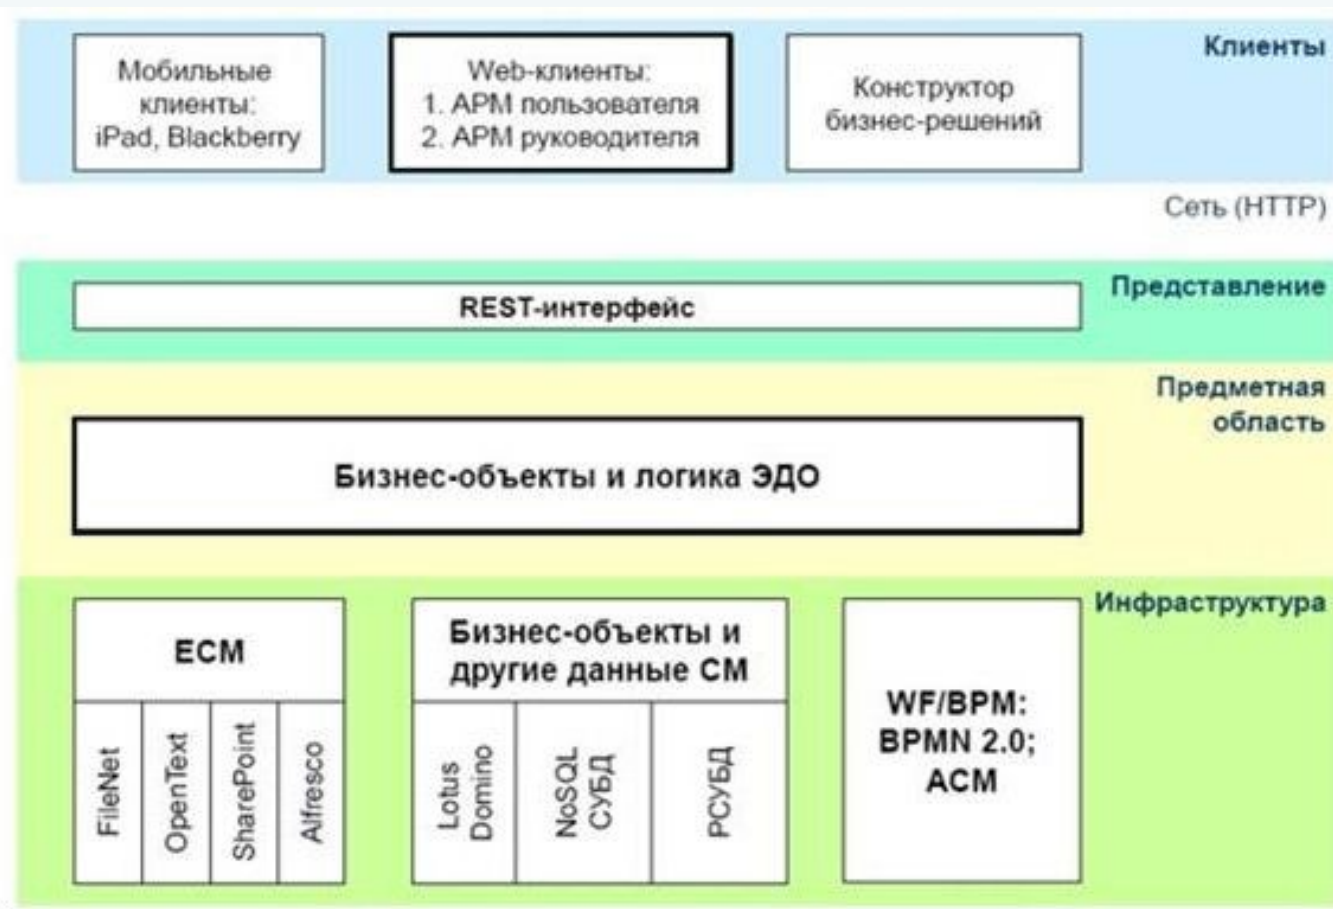 Клиенты
Мобильные
клиенты:
iPad, Blackberry
Web-клиенты:
1. АРМ пользователя
2. АРМ руководителя
Конструктор
бизнес-решений
Сеть (HTTP)
Представление
REST-интерфейс
Предметная
область
Бизнес-объекты и логика ЭДО
Инфраструктура
ECM
FileNet
OpenText
SharePoint
Alfresco
Бизнес-объекты и
другие данные СМ
Lotus
Domino
NoSQL
СУБД
РСУБД
WF/BPM:
BPMN 2.0;
ACM